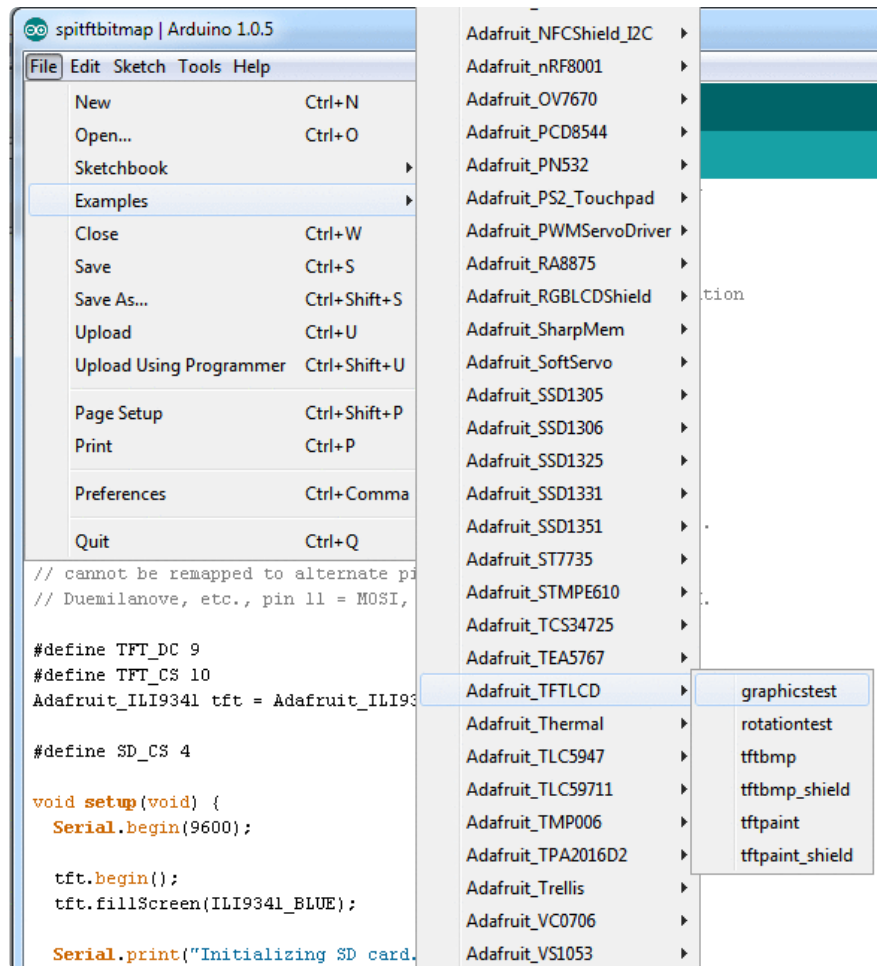 spitftbitmap | Arduino 1.0.5
File Edit Sketch Tools Help
New Ctrl+N
Open... Ctrl+O
Sketchbook
Examples
Close Ctrl+W
Save Ctrl+S
Save As... Ctrl+Shift+S
Upload Ctrl+U
Upload Using Programmer Ctrl+Shift+U
Page Setup Ctrl+Shift+P
Print Ctrl+P
Preferences Ctrl+Comma
Quit Ctrl+Q
Adafruit_NFCShield_I2C
Adafruit_nRF8001
Adafruit_OV7670
Adafruit_PCD8544
Adafruit_PN532
Adafruit_PS2_Touchpad
Adafruit_PWMServoDriver
Adafruit_RA8875
Adafruit_RGBLCDShield
Adafruit_SharpMem
Adafruit_SoftServo
Adafruit_SSD1305
Adafruit_SSD1306
Adafruit_SSD1325
Adafruit_SSD1331
Adafruit_SSD1351
Adafruit_ST7735
Adafruit_STMPE610
Adafruit_TCS34725
Adafruit_TEA5767
Adafruit_TFTLCD
Adafruit_Thermal
Adafruit_TLC5947
Adafruit_TLC59711
Adafruit_TMP006
Adafruit_TPA2016D2
Adafruit_Trellis
Adafruit_VC0706
Adafruit_VS1053
graphicstest
rotationtest
tftbmp
tftbmp_shield
tftpaint
tftpaint_shield
tion
// cannot be remapped to alternate pi
// Duemilanove, etc., pin 11 = MOSI,
#define TFT_DC 9
#define TFT_CS 10
Adafruit_ILI9341 tft = Adafruit_ILI93
#define SD_CS 4
void setup(void) {
Serial.begin(9600);
tft.begin();
tft.fillScreen(ILI9341_BLUE);
Serial.print("Initializing SD card.